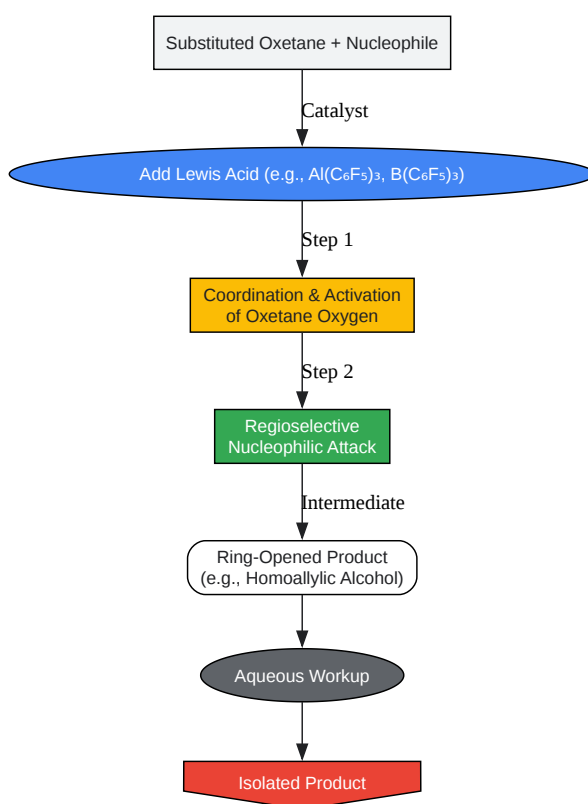 Substituted Oxetane + Nucleophile
Catalyst
Add Lewis Acid (e.g., Al(C₆F₅)₃, B(C₆F₅)₃)
Step 1
Coordination & Activation
of Oxetane Oxygen
Step 2
Regioselective
Nucleophilic Attack
Intermediate
Ring-Opened Product
(e.g., Homoallylic Alcohol)
Aqueous Workup
Isolated Product